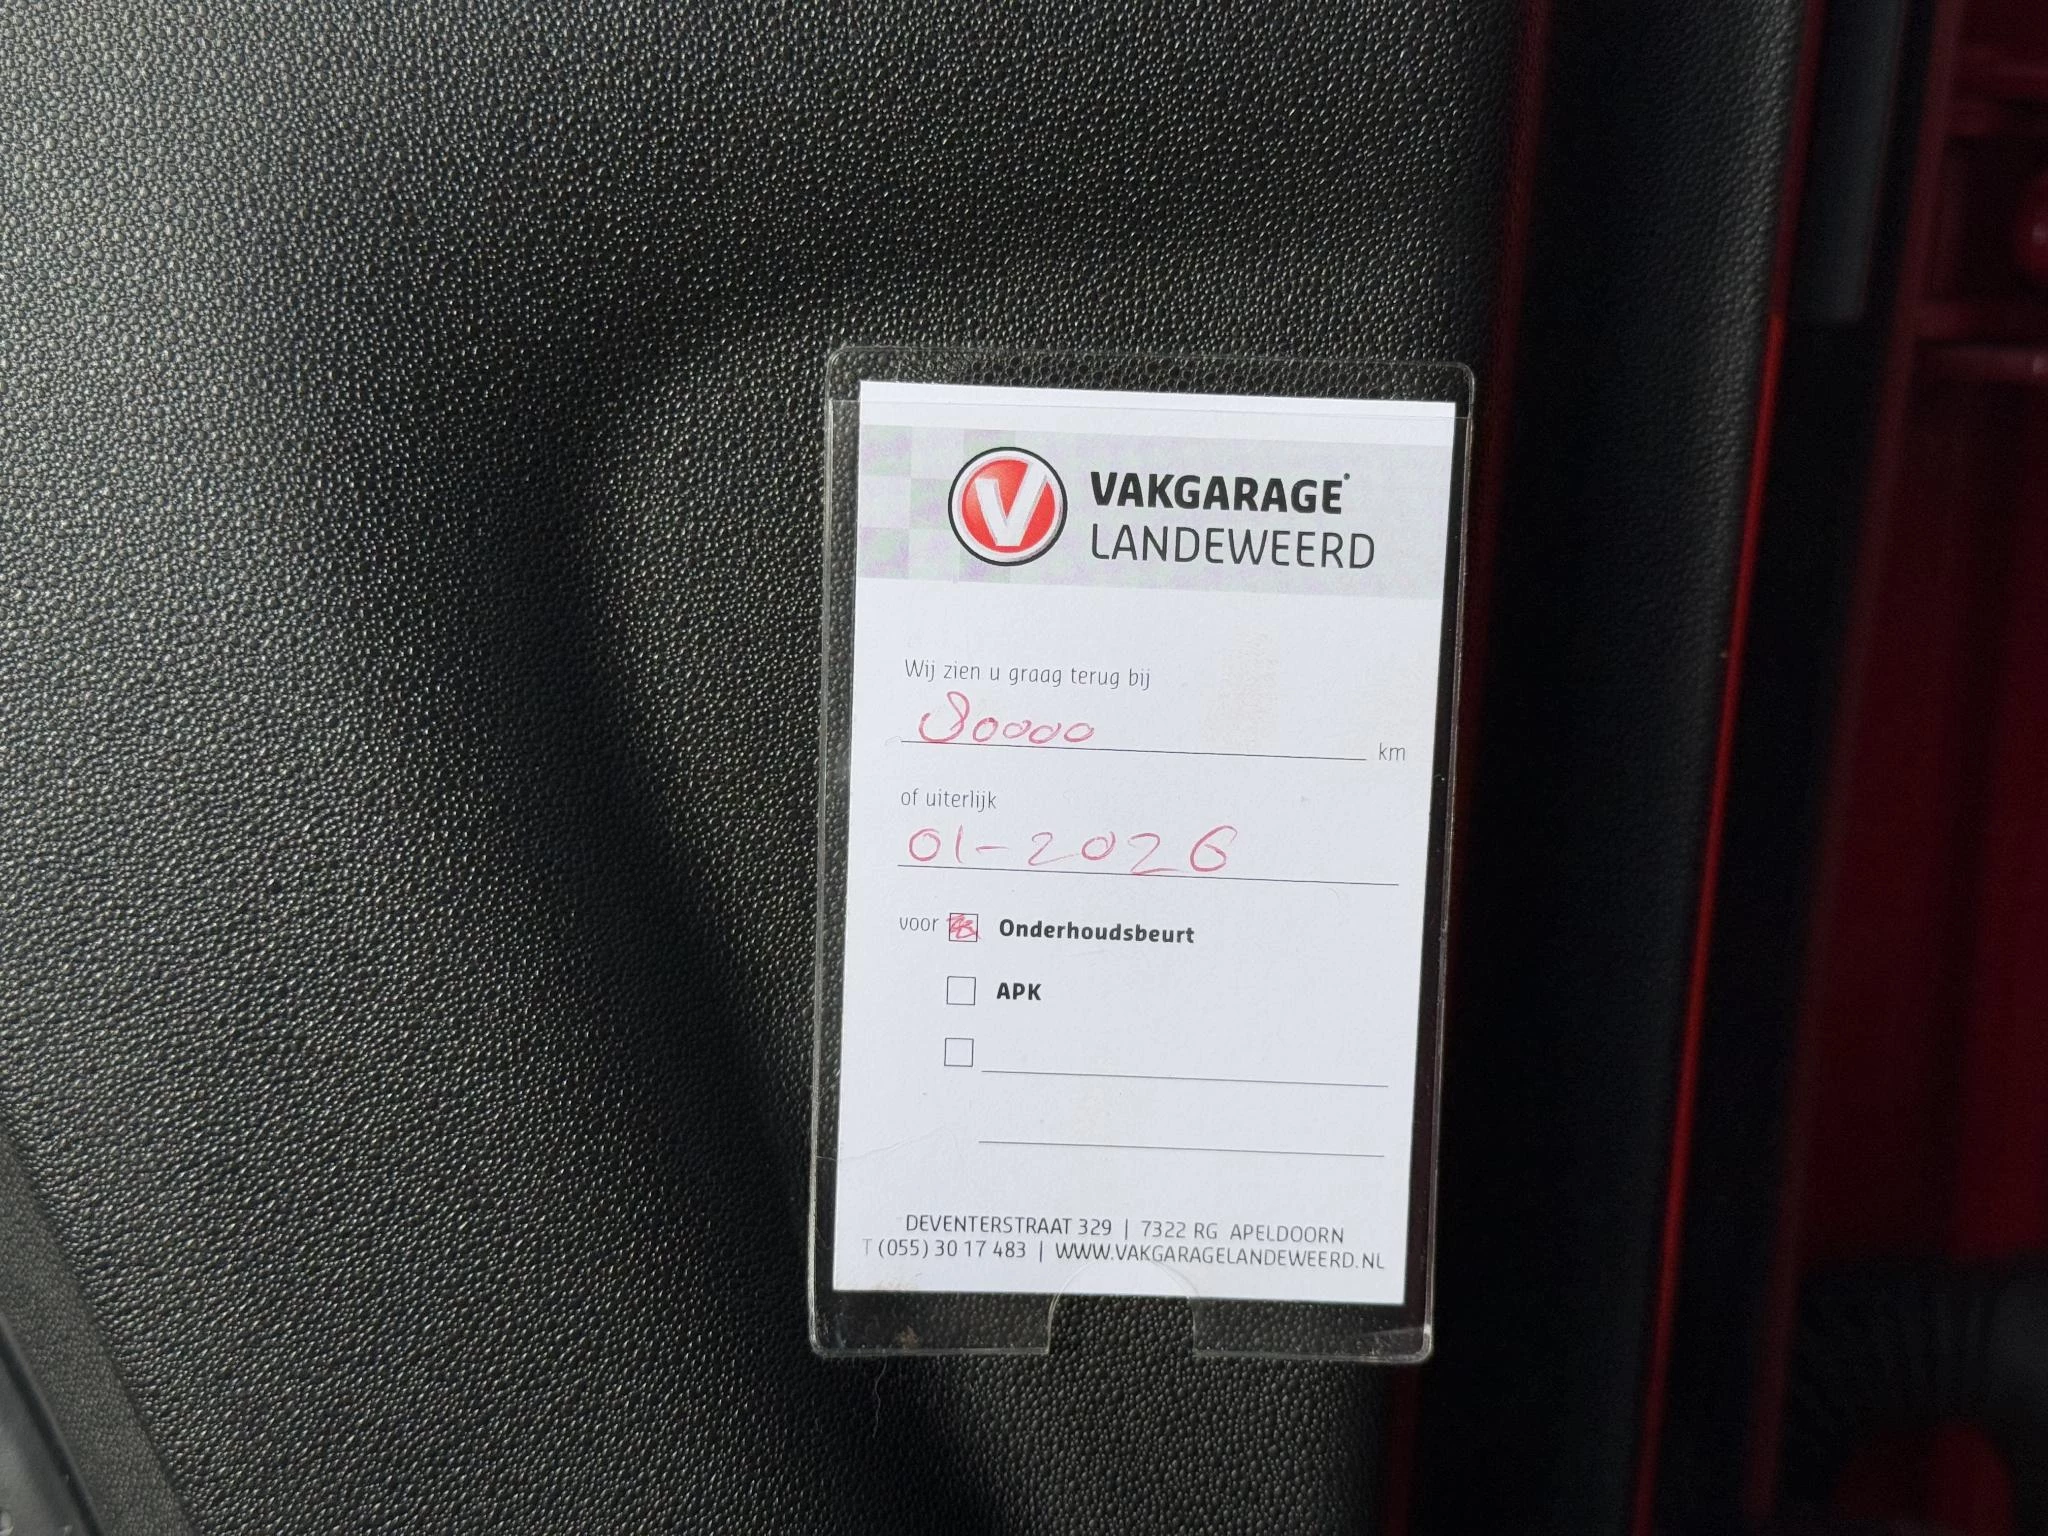 V
VAKGARAGE®
LANDEWEERD
Wij zien u graag terug bij
80000 km
of uiterlijk
01-2026
voor Onderhoudsbeurt
APK
DEVENTERSTRAAT 329 | 7322 RG APELDOORN
T (055) 30 17 483 | WWW.VAKGARAGELANDEWEERD.NL